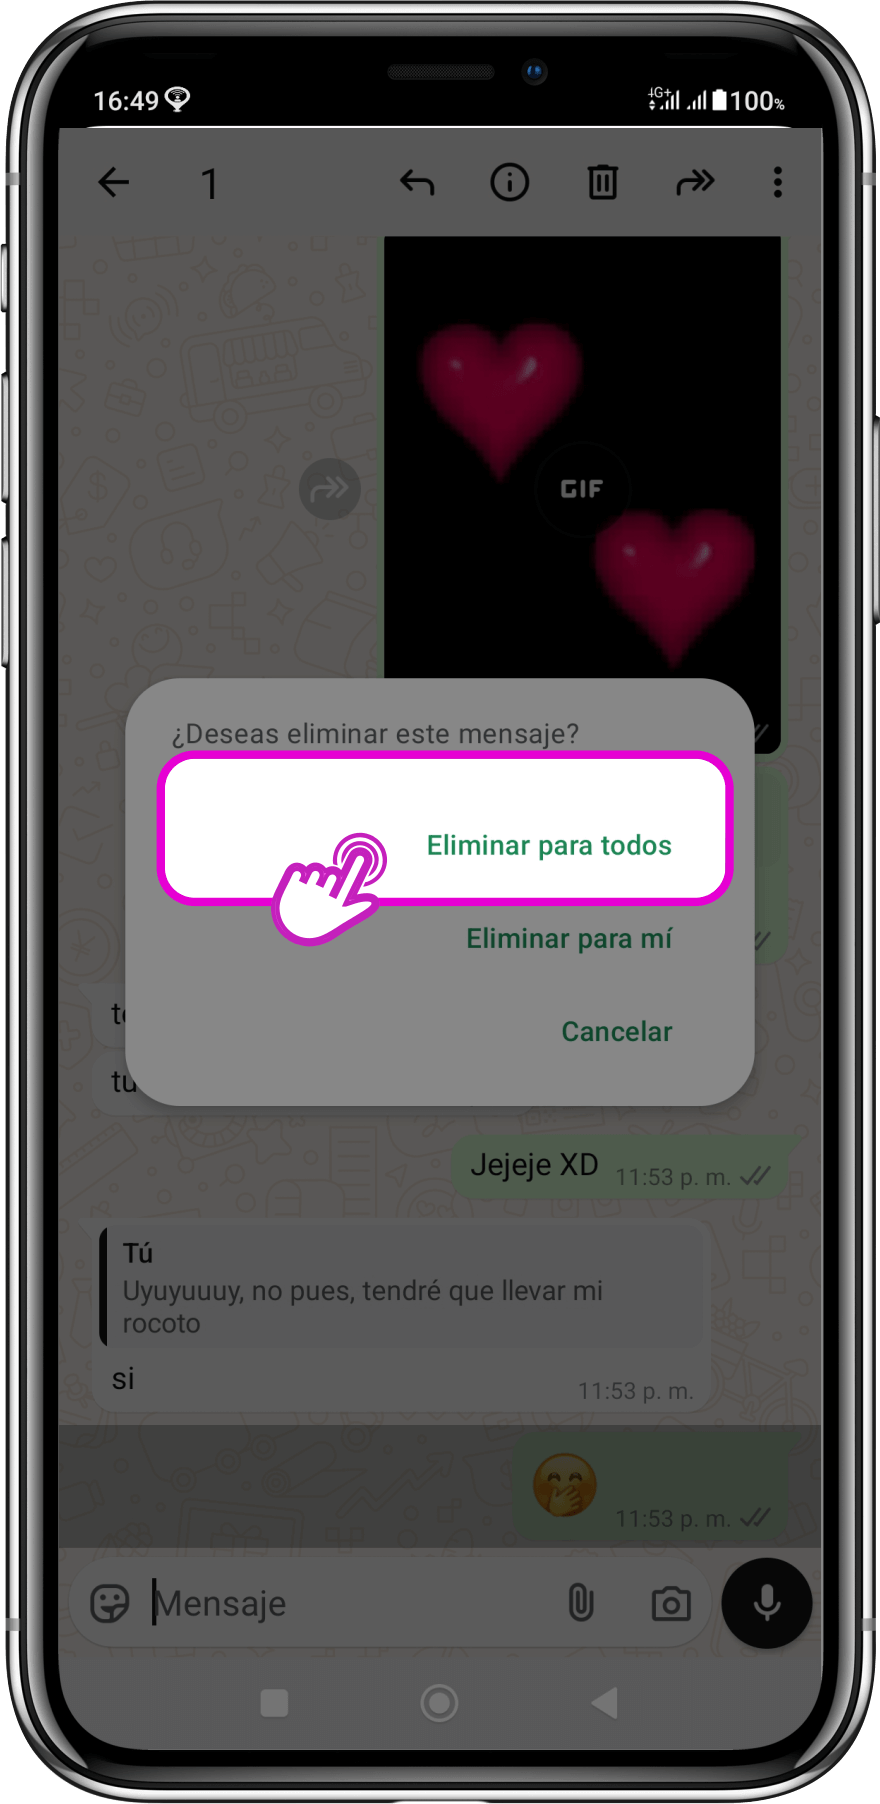 16:49 4G+ 100%
1
GIF
¿Deseas eliminar este mensaje?
Eliminar para todos
Eliminar para mí
Cancelar
tu
Jejeje XD 11:53 p. m.
Tú
Uyuyuuuy, no pues, tendré que llevar mi
rocoto
si
11:53 p. m.
11:53 p. m.
Mensaje